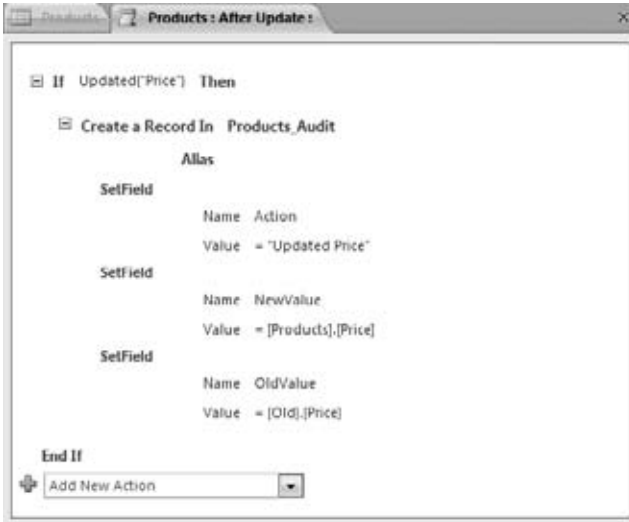 Products
Products : After Update :
If Updated("Price") Then
Create a Record In Products_Audit
Alias
SetField
Name Action
Value = "Updated Price"
SetField
Name NewValue
Value = [Products].[Price]
SetField
Name OldValue
Value = [Old].[Price]
End If
Add New Action